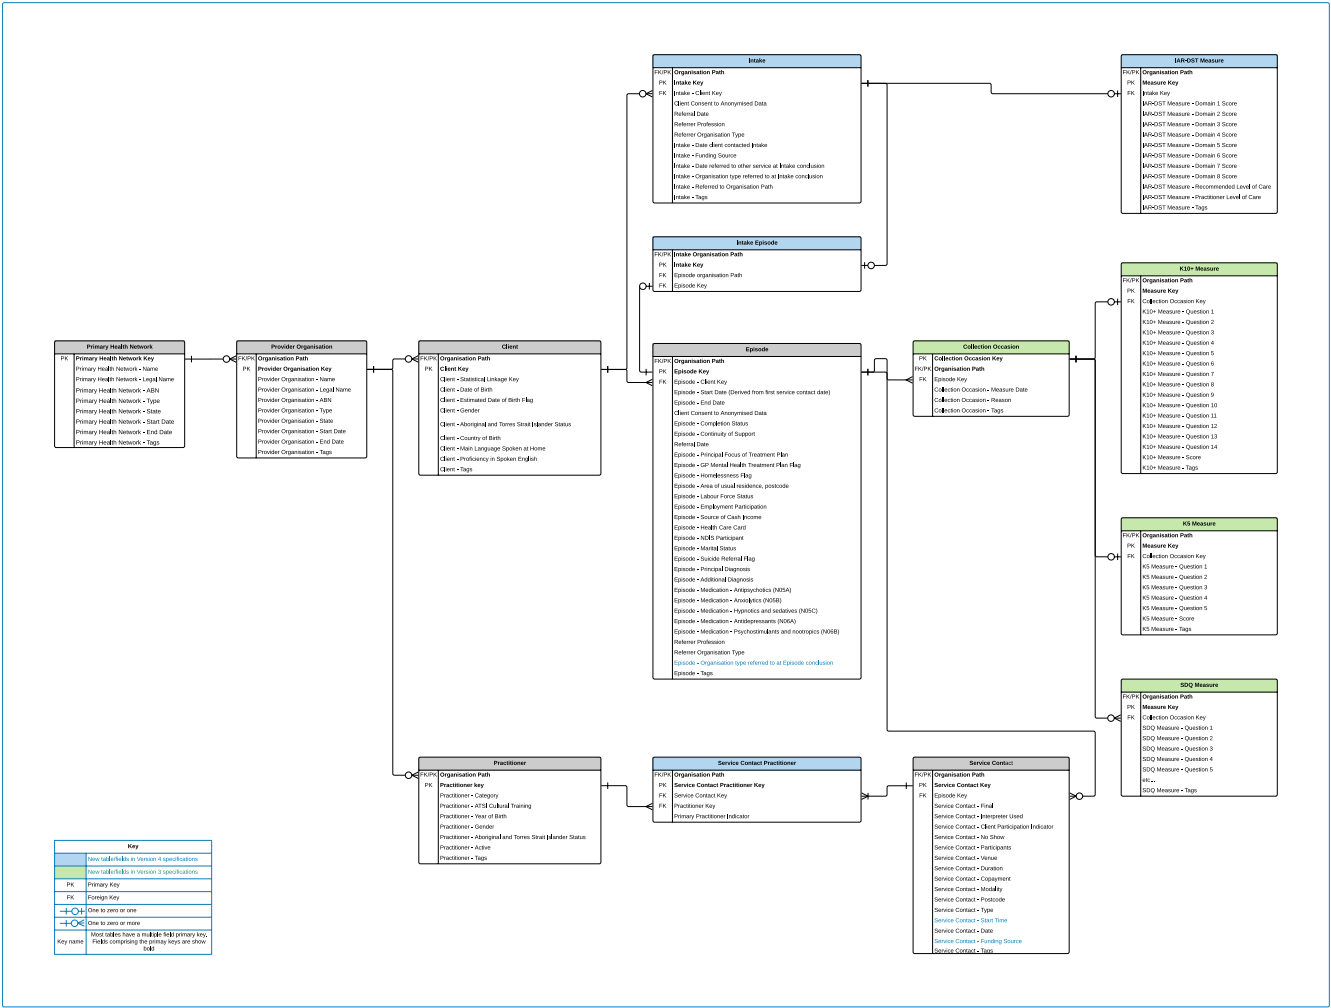 Intake
FK/PK Organisation Path
PK Intake Key
FK Intake - Client Key
Client Consent to Anonymised Data
Referral Date
Referrer Profession
Referrer Organisation Type
Intake - Date client contacted Intake
Intake - Funding Source
Intake - Date referred to other service at Intake conclusion
Intake - Organisation type referred to at Intake conclusion
Intake - Referred to Organisation Path
Intake - Tags
IAR-DST Measure
FK/PK Organisation Path
PK Measure Key
FK Intake Key
IAR-DST Measure - Domain 1 Score
IAR-DST Measure - Domain 2 Score
IAR-DST Measure - Domain 3 Score
IAR-DST Measure - Domain 4 Score
IAR-DST Measure - Domain 5 Score
IAR-DST Measure - Domain 6 Score
IAR-DST Measure - Domain 7 Score
IAR-DST Measure - Domain 8 Score
IAR-DST Measure - Recommended Level of Care
IAR-DST Measure - Practitioner Level of Care
IAR-DST Measure - Tags
Intake Episode
FK/PK Intake Organisation Path
PK Intake Key
FK Episode organisation Path
FK Episode Key
K10+ Measure
FK/PK Organisation Path
PK Measure Key
FK Collection Occasion Key
K10+ Measure - Question 1
K10+ Measure - Question 2
K10+ Measure - Question 3
K10+ Measure - Question 4
K10+ Measure - Question 5
K10+ Measure - Question 6
K10+ Measure - Question 7
K10+ Measure - Question 8
K10+ Measure - Question 9
K10+ Measure - Question 10
K10+ Measure - Question 11
K10+ Measure - Question 12
K10+ Measure - Question 13
K10+ Measure - Question 14
K10+ Measure - Score
K10+ Measure - Tags
Primary Health Network
PK Primary Health Network Key
Primary Health Network - Name
Primary Health Network - Legal Name
Primary Health Network - ABN
Primary Health Network - Type
Primary Health Network - State
Primary Health Network - Start Date
Primary Health Network - End Date
Primary Health Network - Tags
Provider Organisation
FK/PK Organisation Path
PK Provider Organisation Key
Provider Organisation - Name
Provider Organisation - Legal Name
Provider Organisation - ABN
Provider Organisation - Type
Provider Organisation - State
Provider Organisation - Start Date
Provider Organisation - End Date
Provider Organisation - Tags
Client
FK/PK Organisation Path
PK Client Key
Client - Statistical Linkage Key
Client - Date of Birth
Client - Estimated Date of Birth Flag
Client - Gender
Client - Aboriginal and Torres Strait Islander Status
Client - Country of Birth
Client - Main Language Spoken at Home
Client - Proficiency in Spoken English
Client - Tags
Episode
FK/PK Organisation Path
PK Episode Key
FK Episode - Client Key
Episode - Start Date (Derived from first service contact date)
Episode - End Date
Client Consent to Anonymised Data
Episode - Completion Status
Episode - Continuity of Support
Referral Date
Episode - Principal Focus of Treatment Plan
Episode - GP Mental Health Treatment Plan Flag
Episode - Homelessness Flag
Episode - Area of usual residence, postcode
Episode - Labour Force Status
Episode - Employment Participation
Episode - Source of Cash Income
Episode - Health Care Card
Episode - NDIS Participant
Episode - Marital Status
Episode - Suicide Referral Flag
Episode - Principal Diagnosis
Episode - Additional Diagnosis
Episode - Medication - Antipsychotics (N05A)
Episode - Medication - Anxiolytics (N05B)
Episode - Medication - Hypnotics and sedatives (N05C)
Episode - Medication - Antidepressants (N06A)
Episode - Medication - Psychostimulants and nootropics (N06B)
Referrer Profession
Referrer Organisation Type
Episode - Organisation type referred to at Episode conclusion
Episode - Tags
Collection Occasion
PK Collection Occasion Key
FK/PK Organisation Path
FK Episode Key
Collection Occasion - Measure Date
Collection Occasion - Reason
Collection Occasion - Tags
K5 Measure
FK/PK Organisation Path
PK Measure Key
FK Collection Occasion Key
K5 Measure - Question 1
K5 Measure - Question 2
K5 Measure - Question 3
K5 Measure - Question 4
K5 Measure - Question 5
K5 Measure - Score
K5 Measure - Tags
SDQ Measure
FK/PK Organisation Path
PK Measure Key
FK Collection Occasion Key
SDQ Measure - Question 1
SDQ Measure - Question 2
SDQ Measure - Question 3
SDQ Measure - Question 4
SDQ Measure - Question 5
etc...
SDQ Measure - Tags
Practitioner
FK/PK Organisation Path
PK Practitioner key
Practitioner - Category
Practitioner - ATSI Cultural Training
Practitioner - Year of Birth
Practitioner - Gender
Practitioner - Aboriginal and Torres Strait Islander Status
Practitioner - Active
Practitioner - Tags
Service Contact Practitioner
FK/PK Organisation Path
PK Service Contact Practitioner Key
FK Service Contact Key
FK Practitioner Key
Primary Practitioner Indicator
Service Contact
FK/PK Organisation Path
PK Service Contact Key
FK Episode Key
Service Contact - Final
Service Contact - Interpreter Used
Service Contact - Client Participation Indicator
Service Contact - No Show
Service Contact - Participants
Service Contact - Venue
Service Contact - Duration
Service Contact - Copayment
Service Contact - Modality
Service Contact - Postcode
Service Contact - Type
Service Contact - Start Time
Service Contact - Date
Service Contact - Funding Source
Service Contact - Tags
Key
New table/fields in Version 4 specifications
New table/fields in Version 3 specifications
PK Primary Key
FK Foreign Key
One to zero or one
One to zero or more
Key name Most tables have a multiple field primary key.
Fields comprising the primay keys are show
bold